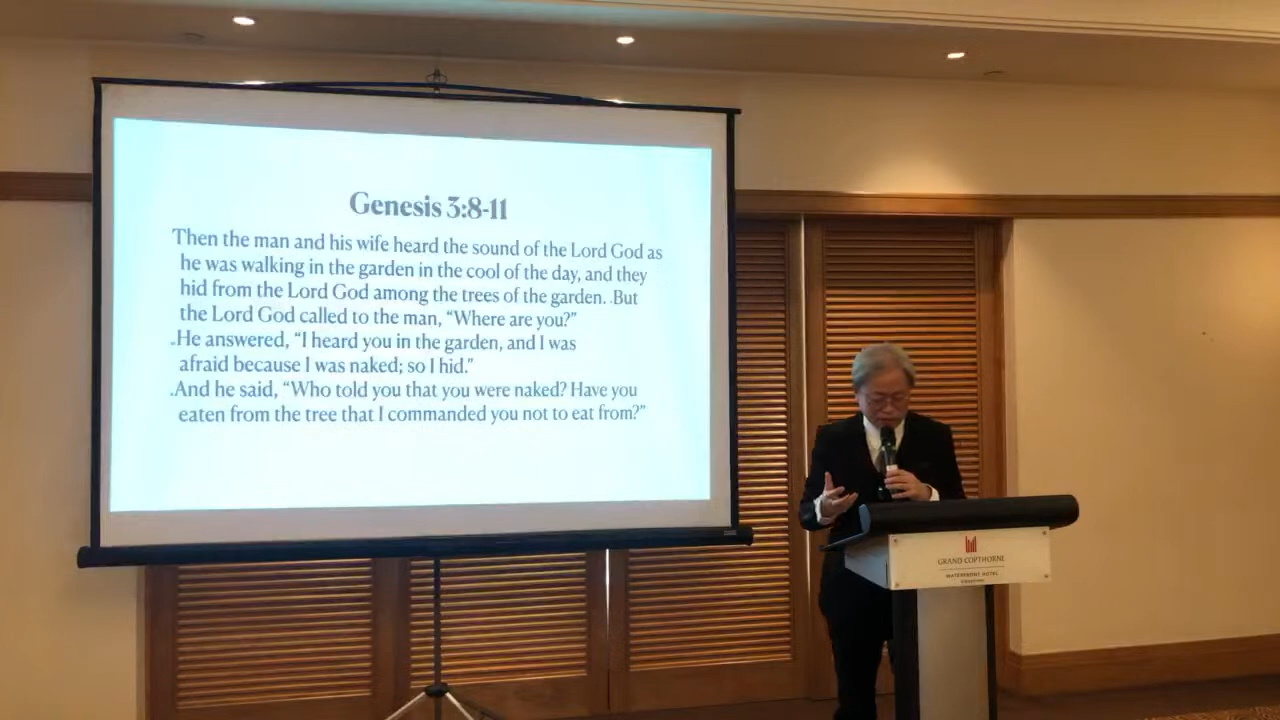 Genesis 3:8-11
Then the man and his wife heard the sound of the Lord God as
he was walking in the garden in the cool of the day, and they
hid from the Lord God among the trees of the garden. .But
the Lord God called to the man, “Where are you?”
.He answered, “I heard you in the garden, and I was
afraid because I was naked; so I hid.”
.And he said, “Who told you that you were naked? Have you
eaten from the tree that I commanded you not to eat from?”
GRAND COPTHORNE
WATERFRONT HOTEL